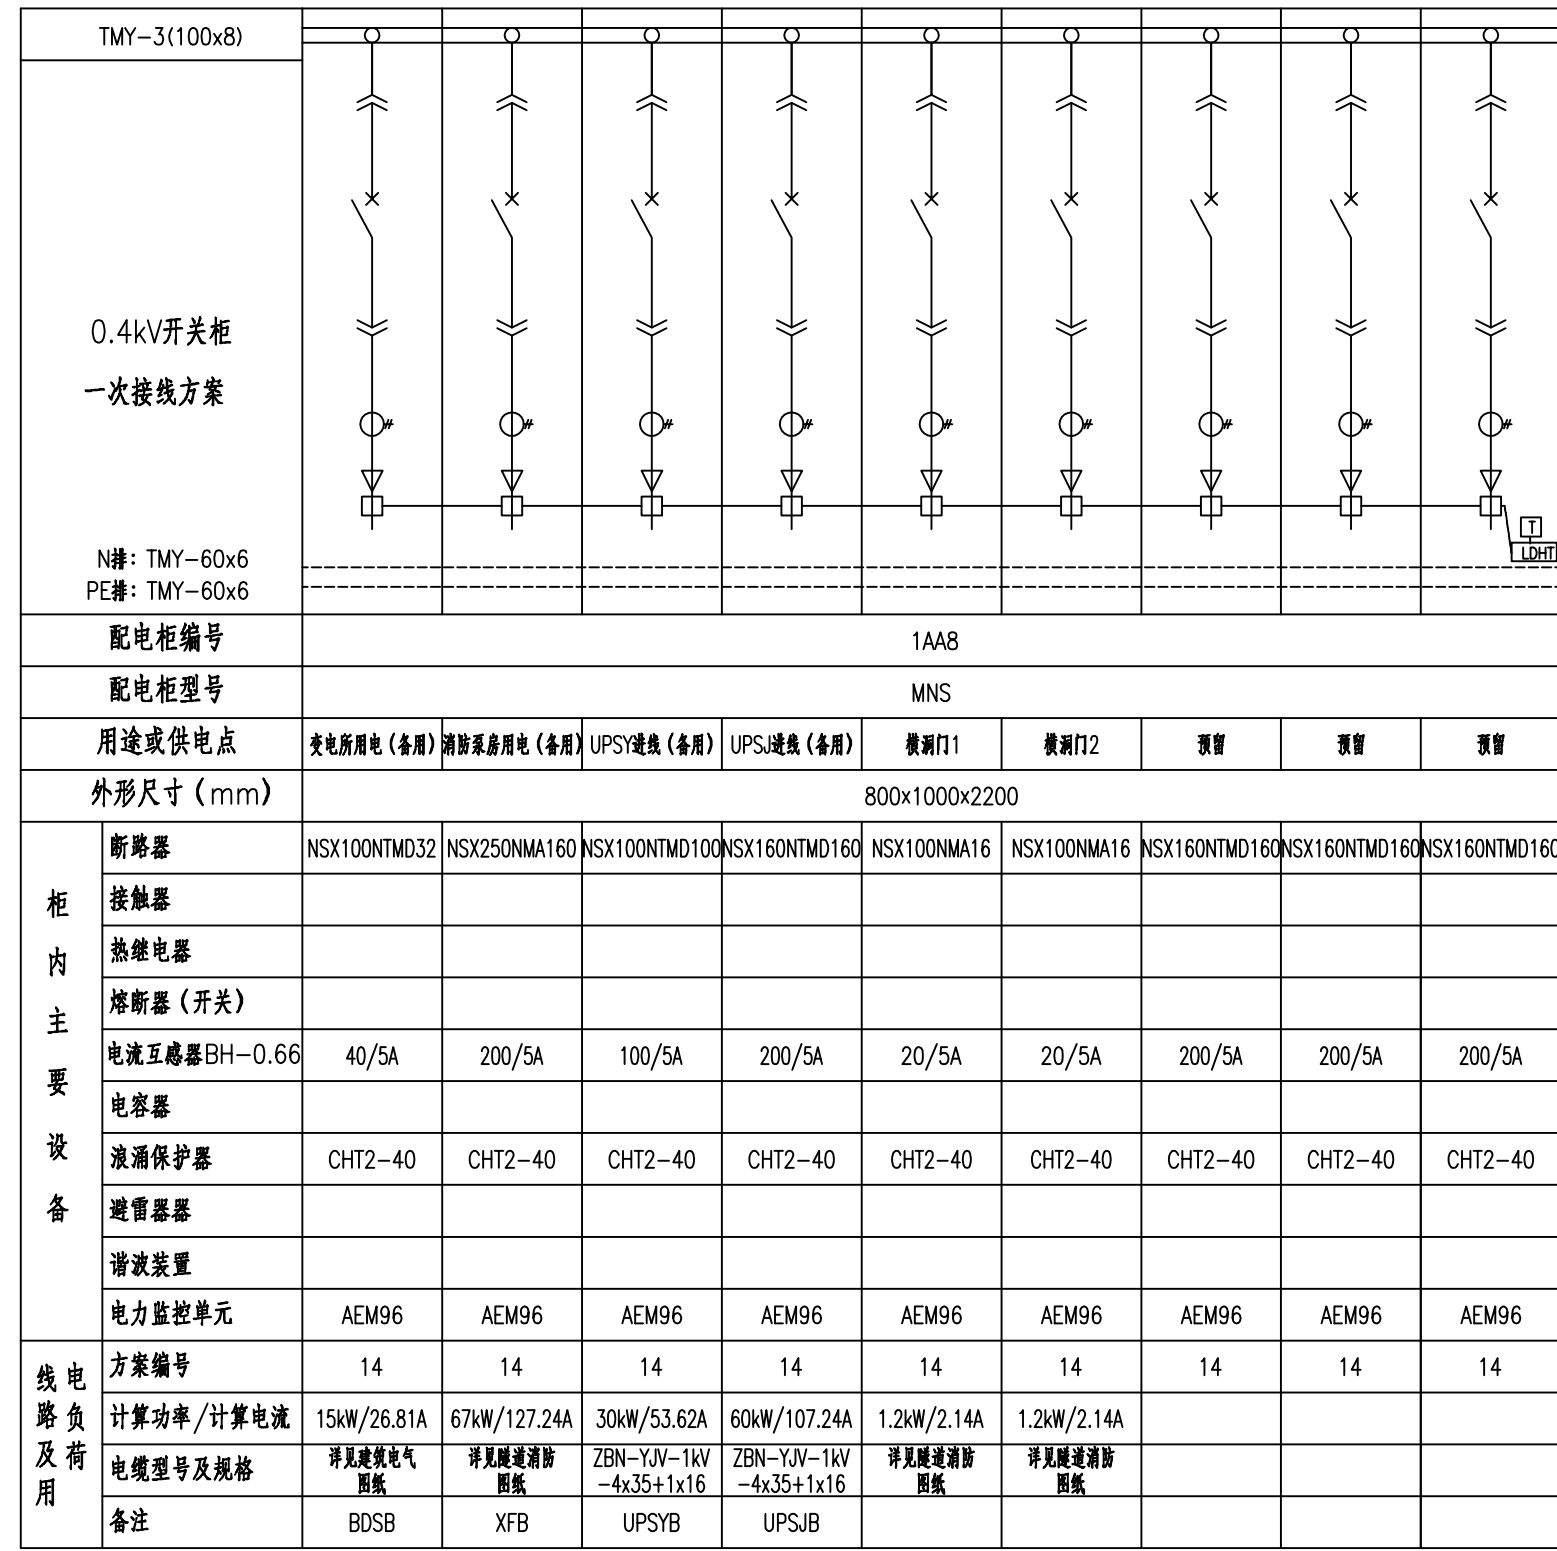 TMY-3(100x8)
0.4kV开关柜
一次接线方案
T
LDHT
N排：TMY-60x6
PE排：TMY-60x6
配电柜编号 1AA8
配电柜型号 MNS
用途或供电点 变电所用电（备用） 消防泵房用电（备用） UPSY进线（备用） UPSJ进线（备用） 横洞门1 横洞门2 预留 预留 预留
外形尺寸（mm） 800x1000x2200
柜内主要设备
断路器 NSX100NTMD32 NSX250NMA160 NSX100NTMD100 NSX160NTMD160 NSX100NMA16 NSX100NMA16 NSX160NTMD160 NSX160NTMD160 NSX160NTMD160
接触器
热继电器
熔断器（开关）
电流互感器BH-0.66 40/5A 200/5A 100/5A 200/5A 20/5A 20/5A 200/5A 200/5A 200/5A
电容器
浪涌保护器 CHT2-40 CHT2-40 CHT2-40 CHT2-40 CHT2-40 CHT2-40 CHT2-40 CHT2-40 CHT2-40
避雷器器
谐波装置
电力监控单元 AEM96 AEM96 AEM96 AEM96 AEM96 AEM96 AEM96 AEM96 AEM96
线路及用
电负荷
方案编号 14 14 14 14 14 14 14 14 14
计算功率/计算电流 15kW/26.81A 67kW/127.24A 30kW/53.62A 60kW/107.24A 1.2kW/2.14A 1.2kW/2.14A
电缆型号及规格
详见建筑电气
图纸
详见隧道消防
图纸
ZBN-YJV-1kV
-4x35+1x16
ZBN-YJV-1kV
-4x35+1x16
详见隧道消防
图纸
详见隧道消防
图纸
备注 BDSB XFB UPSYB UPSJB